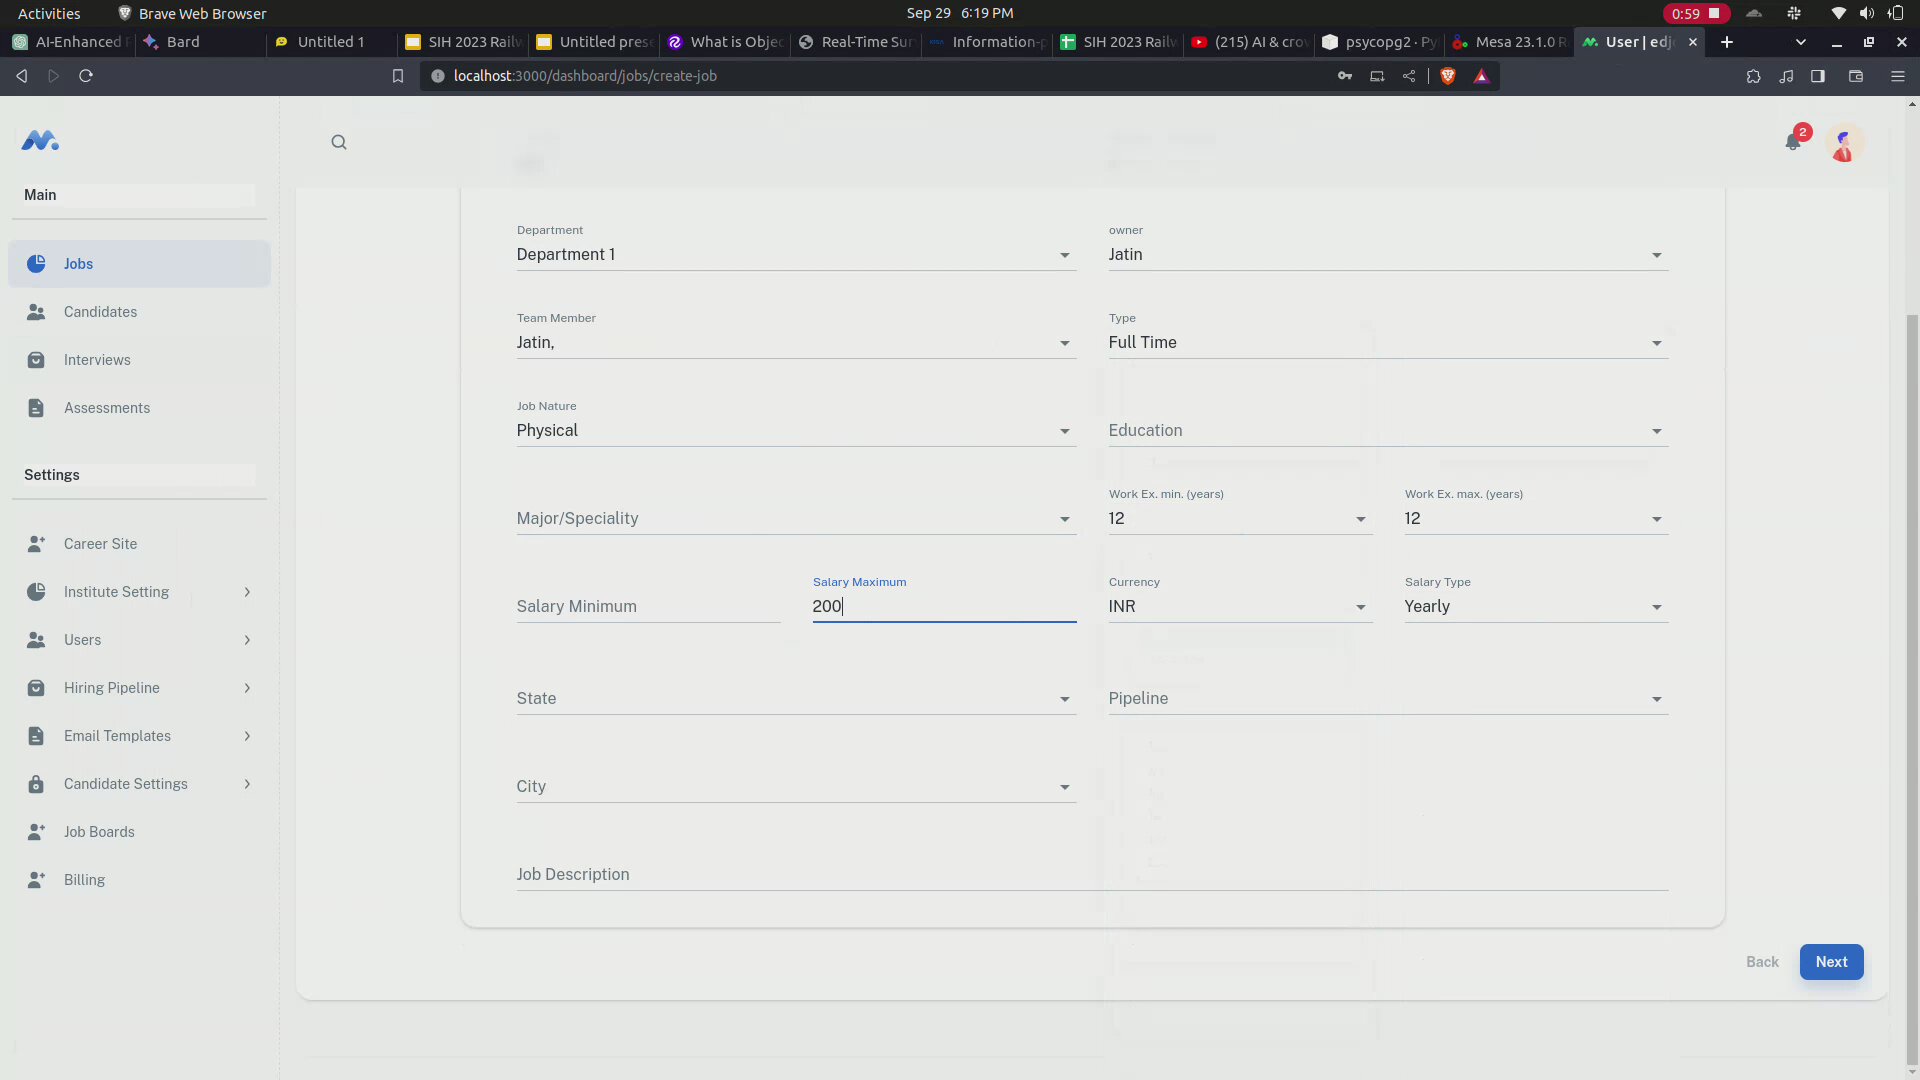 Activities Brave Web Browser Sep 29 6:19 PM 0:59
AI-Enhanced Bard Untitled 1 SIH 2023 Railw Untitled prese What is Objec Real-Time Sur Information-p SIH 2023 Railw (215) AI & crow psycopg2 · Py Mesa 23.1.0 R User | edjo
localhost:3000/dashboard/jobs/create-job
2
Main
Jobs
Candidates
Interviews
Assessments
Settings
Career Site
Institute Setting
Users
Hiring Pipeline
Email Templates
Candidate Settings
Job Boards
Billing
Department owner
Department 1 Jatin
Team Member Type
Jatin, Full Time
Job Nature
Physical Education
Work Ex. min. (years) Work Ex. max. (years)
Major/Speciality 12 12
Salary Maximum Currency Salary Type
Salary Minimum 200 INR Yearly
State Pipeline
City
Job Description
Back Next